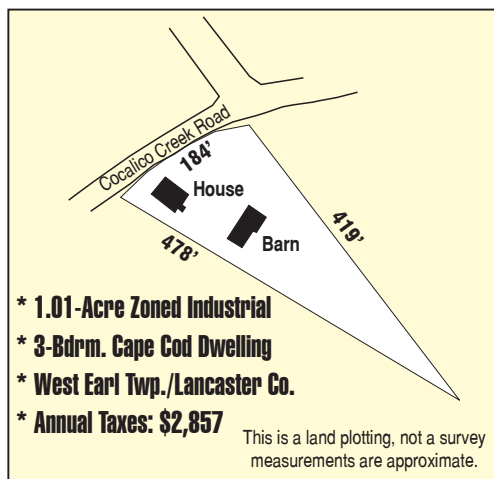 Cocalico Creek Road
184'
House
419'
478'
Barn
* 1.01-Acre Zoned Industrial
* 3-Bdrm. Cape Cod Dwelling
* West Earl Twp./Lancaster Co.
* Annual Taxes: $2,857
This is a land plotting, not a survey
measurements are approximate.